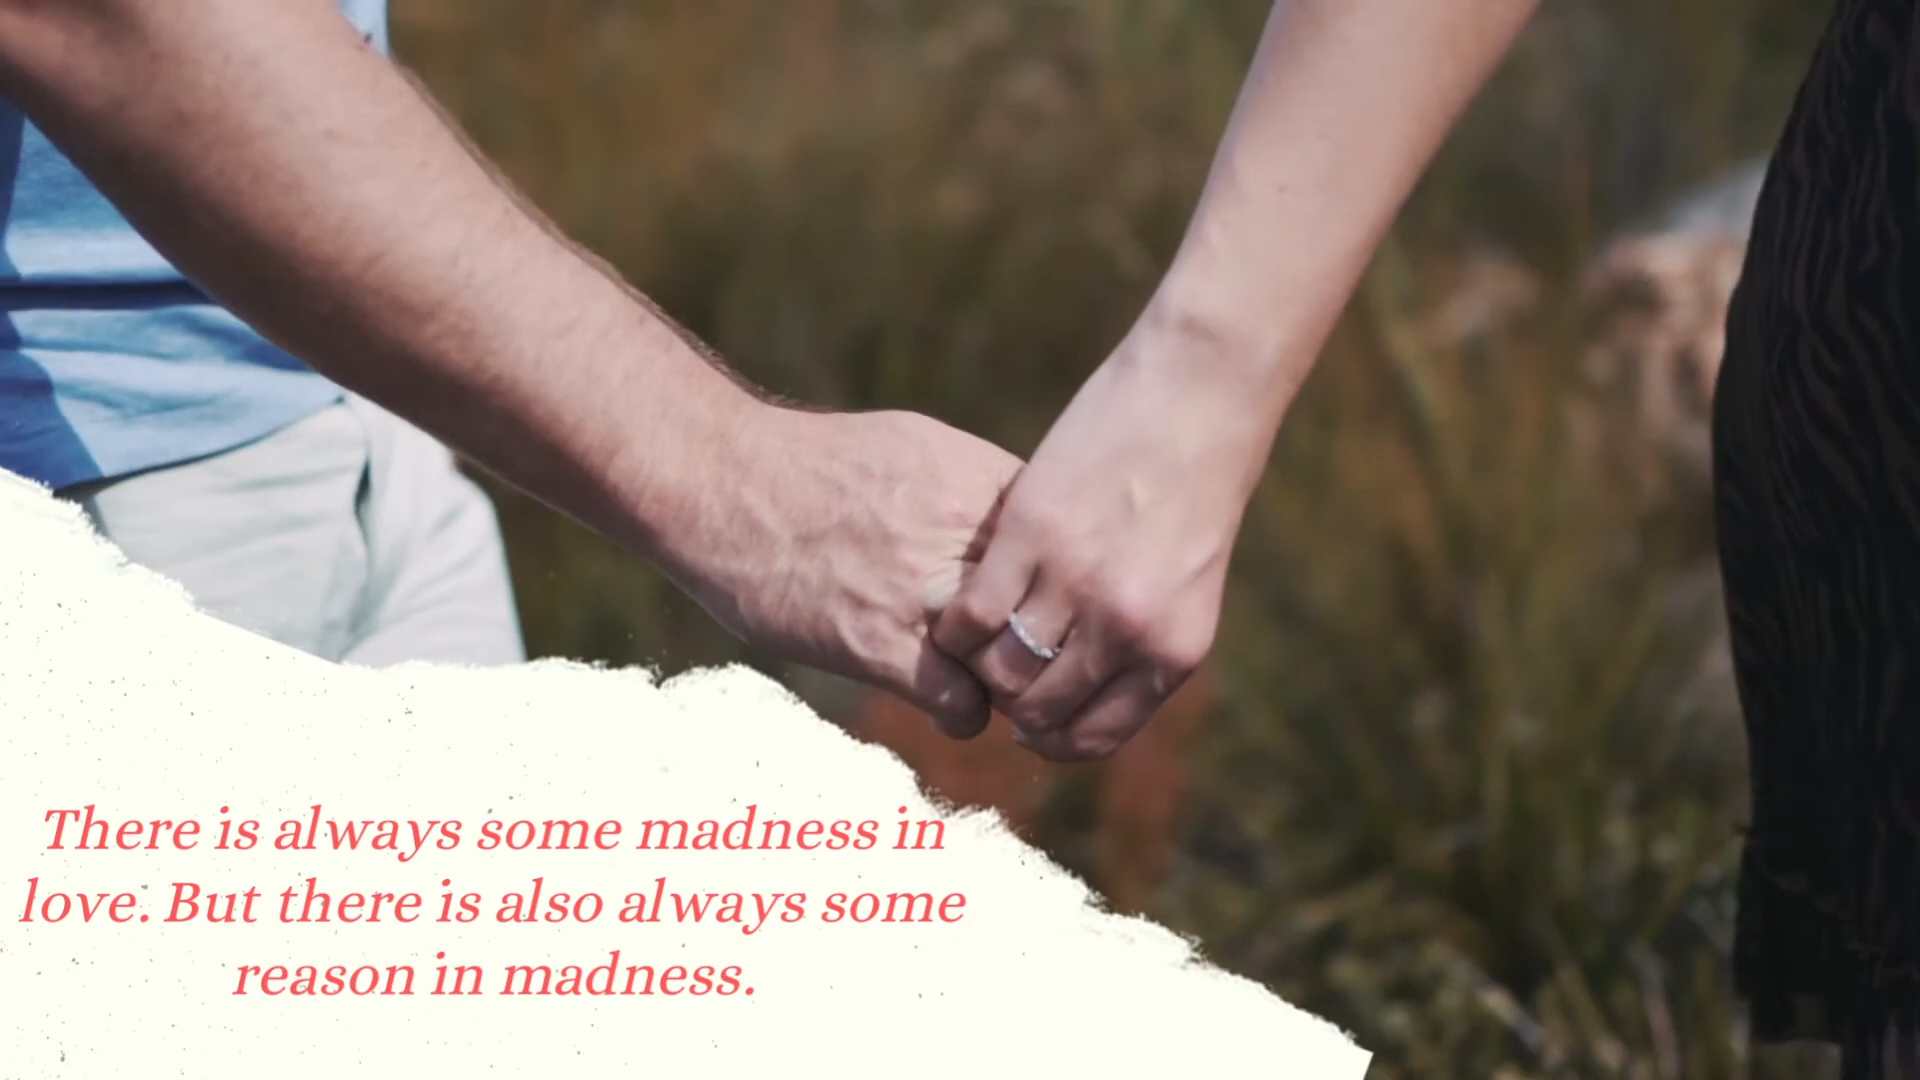 There is always some madness in
love. But there is also always some
reason in madness.